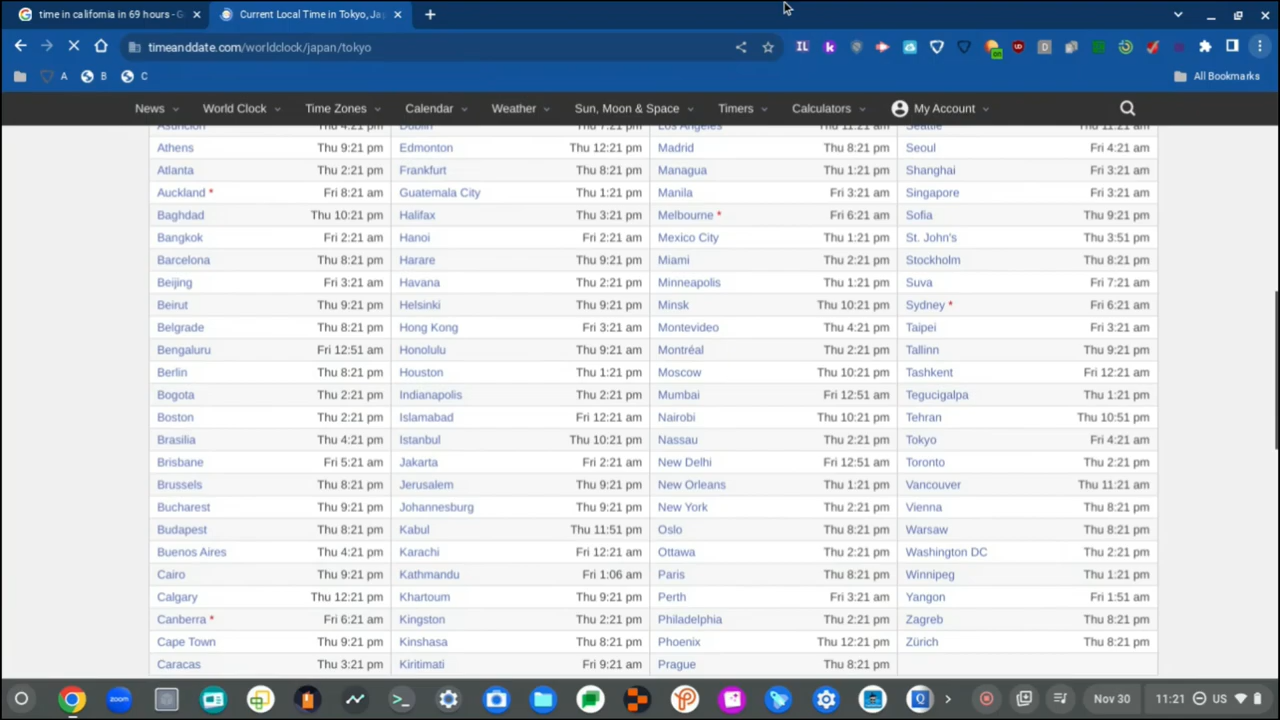 time in california in 69 hours - G
Current Local Time in Tokyo, Ja
timeanddate.com/worldclock/japan/tokyo
A B C All Bookmarks
News World Clock Time Zones Calendar Weather Sun, Moon & Space Timers Calculators My Account
Asuncion Thu 4:21 pm Dublin Thu 7:21 pm Los Angeles Thu 11:21 am Seattle Thu 11:21 am
Athens Thu 9:21 pm Edmonton Thu 12:21 pm Madrid Thu 8:21 pm Seoul Fri 4:21 am
Atlanta Thu 2:21 pm Frankfurt Thu 8:21 pm Managua Thu 1:21 pm Shanghai Fri 3:21 am
Auckland * Fri 8:21 am Guatemala City Thu 1:21 pm Manila Fri 3:21 am Singapore Fri 3:21 am
Baghdad Thu 10:21 pm Halifax Thu 3:21 pm Melbourne * Fri 6:21 am Sofia Thu 9:21 pm
Bangkok Fri 2:21 am Hanoi Fri 2:21 am Mexico City Thu 1:21 pm St. John's Thu 3:51 pm
Barcelona Thu 8:21 pm Harare Thu 9:21 pm Miami Thu 2:21 pm Stockholm Thu 8:21 pm
Beijing Fri 3:21 am Havana Thu 2:21 pm Minneapolis Thu 1:21 pm Suva Fri 7:21 am
Beirut Thu 9:21 pm Helsinki Thu 9:21 pm Minsk Thu 10:21 pm Sydney * Fri 6:21 am
Belgrade Thu 8:21 pm Hong Kong Fri 3:21 am Montevideo Thu 4:21 pm Taipei Fri 3:21 am
Bengaluru Fri 12:51 am Honolulu Thu 9:21 am Montréal Thu 2:21 pm Tallinn Thu 9:21 pm
Berlin Thu 8:21 pm Houston Thu 1:21 pm Moscow Thu 10:21 pm Tashkent Fri 12:21 am
Bogota Thu 2:21 pm Indianapolis Thu 2:21 pm Mumbai Fri 12:51 am Tegucigalpa Thu 1:21 pm
Boston Thu 2:21 pm Islamabad Fri 12:21 am Nairobi Thu 10:21 pm Tehran Thu 10:51 pm
Brasilia Thu 4:21 pm Istanbul Thu 10:21 pm Nassau Thu 2:21 pm Tokyo Fri 4:21 am
Brisbane Fri 5:21 am Jakarta Fri 2:21 am New Delhi Fri 12:51 am Toronto Thu 2:21 pm
Brussels Thu 8:21 pm Jerusalem Thu 9:21 pm New Orleans Thu 1:21 pm Vancouver Thu 11:21 am
Bucharest Thu 9:21 pm Johannesburg Thu 9:21 pm New York Thu 2:21 pm Vienna Thu 8:21 pm
Budapest Thu 8:21 pm Kabul Thu 11:51 pm Oslo Thu 8:21 pm Warsaw Thu 8:21 pm
Buenos Aires Thu 4:21 pm Karachi Fri 12:21 am Ottawa Thu 2:21 pm Washington DC Thu 2:21 pm
Cairo Thu 9:21 pm Kathmandu Fri 1:06 am Paris Thu 8:21 pm Winnipeg Thu 1:21 pm
Calgary Thu 12:21 pm Khartoum Thu 9:21 pm Perth Fri 3:21 am Yangon Fri 1:51 am
Canberra * Fri 6:21 am Kingston Thu 2:21 pm Philadelphia Thu 2:21 pm Zagreb Thu 8:21 pm
Cape Town Thu 9:21 pm Kinshasa Thu 8:21 pm Phoenix Thu 12:21 pm Zürich Thu 8:21 pm
Caracas Thu 3:21 pm Kiritimati Fri 9:21 am Prague Thu 8:21 pm
zoom Nov 30 11:21 US